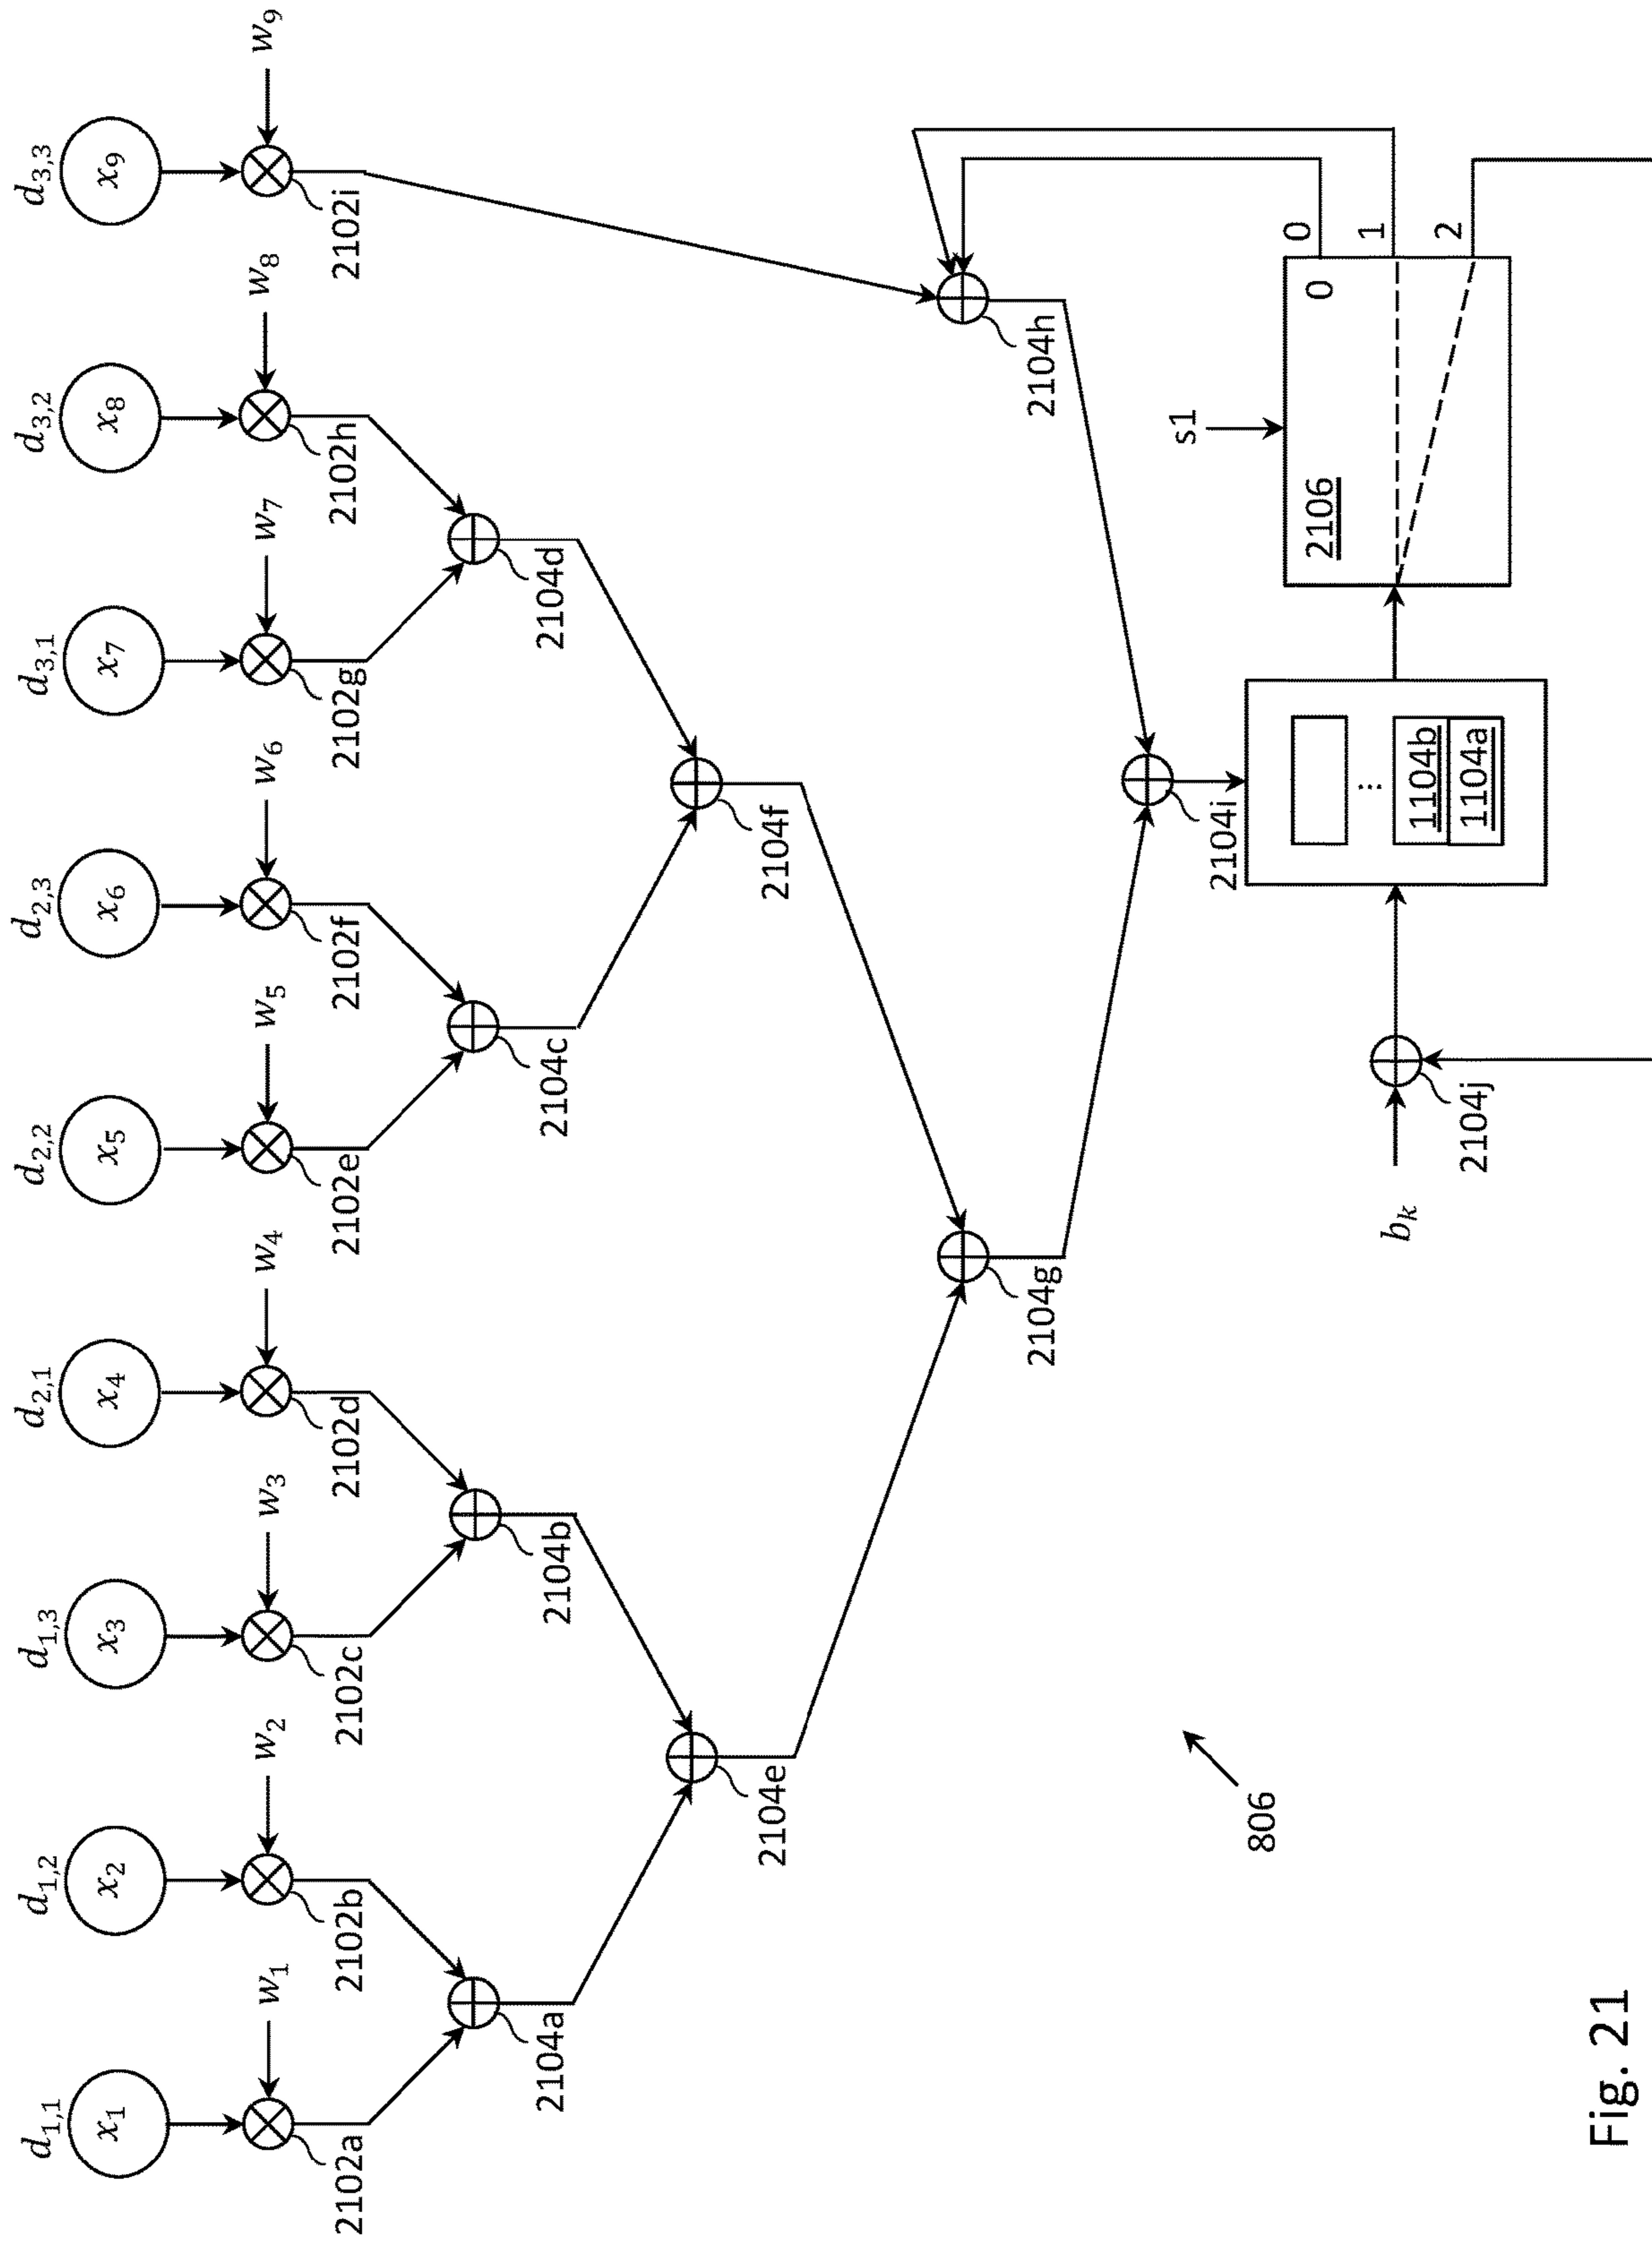 d1,1 d1,2 d1,3 d2,1 d2,2 d2,3 d3,1 d3,2 d3,3
x1 x2 x3 x4 x5 x6 x7 x8 x9
w1 w2 w3 w4 w5 w6 w7 w8 w9
2102a 2102b 2102c 2102d 2102e 2102f 2102g 2102h 2102i
2104a 2104b 2104c 2104d
2104e 2104f
2104g 2104h
s1
2104i
806
2106
0 0
1
2
⋮
1104b
1104a
bk
2104j
Fig. 21